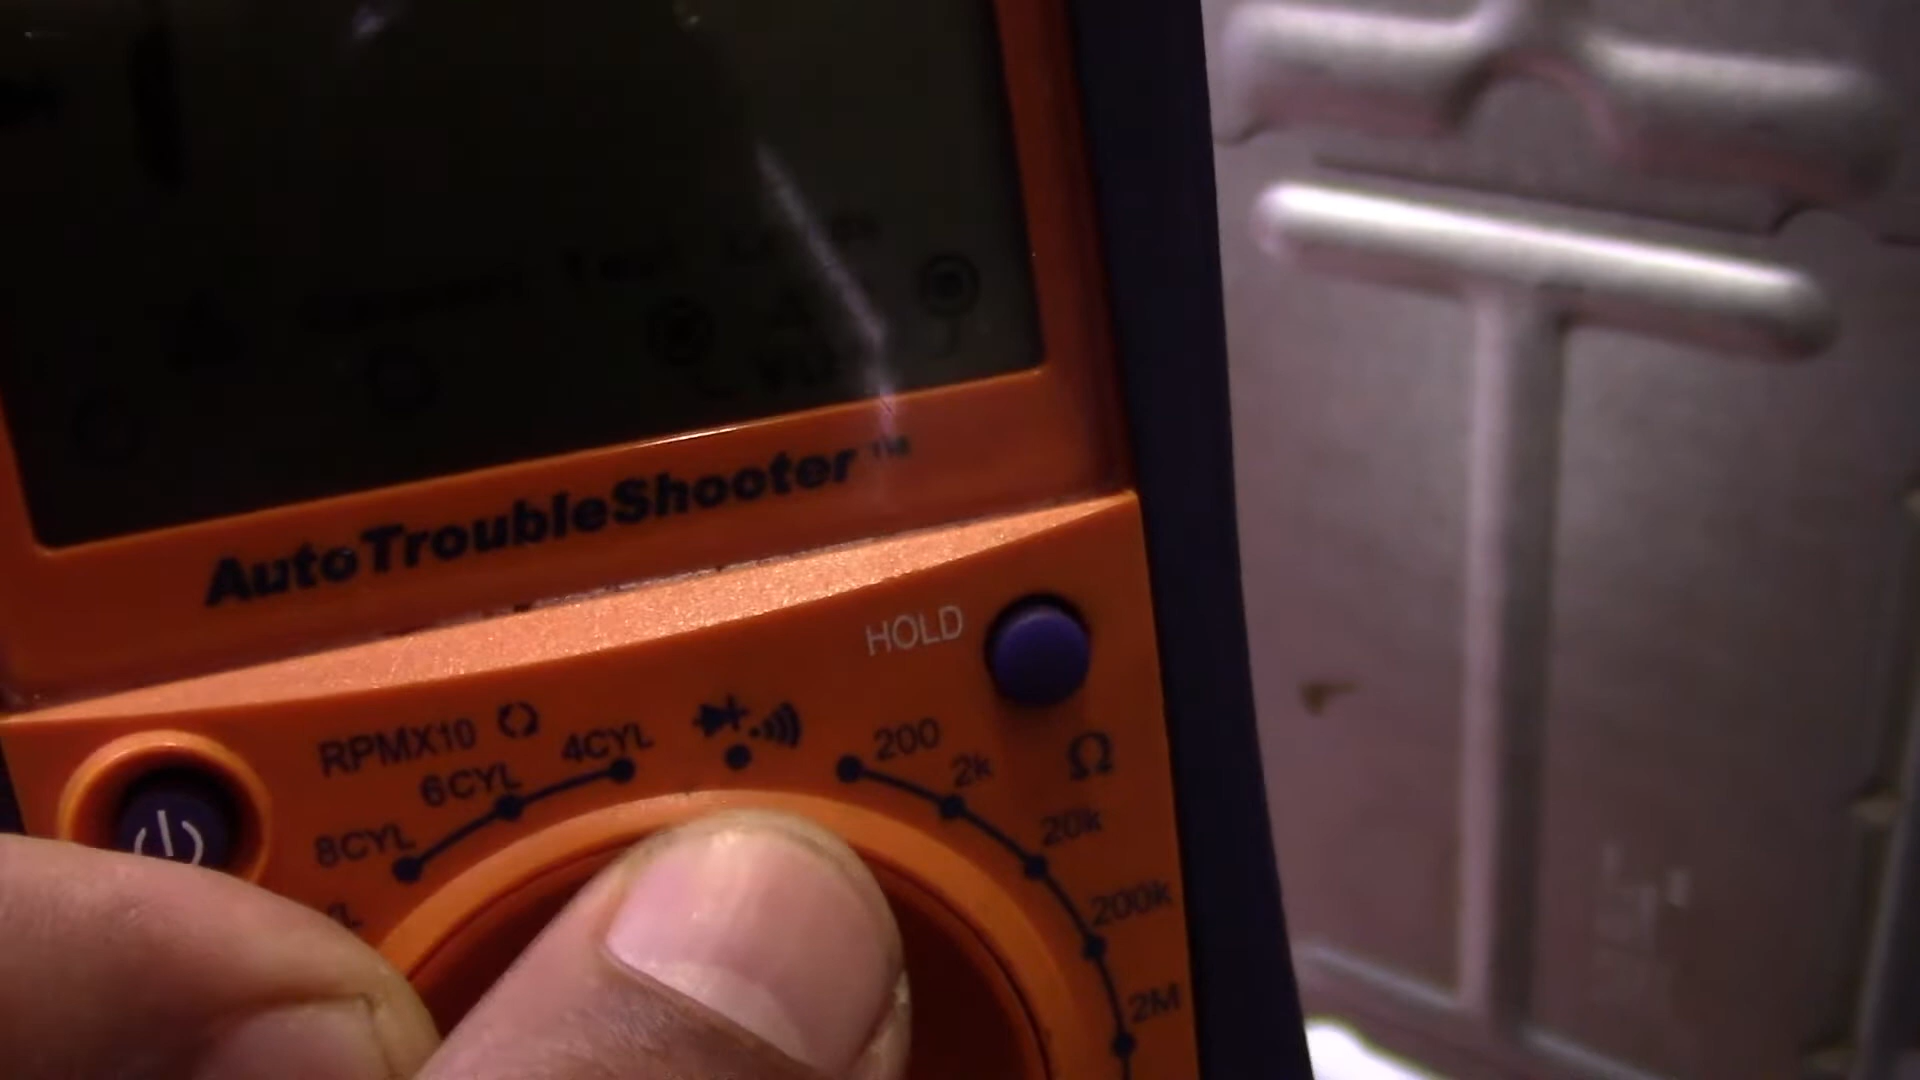 AutoTroubleShooter™
HOLD
RPMX10
4CYL
6CYL
8CYL
200
2k
Ω
20k
200k
2M